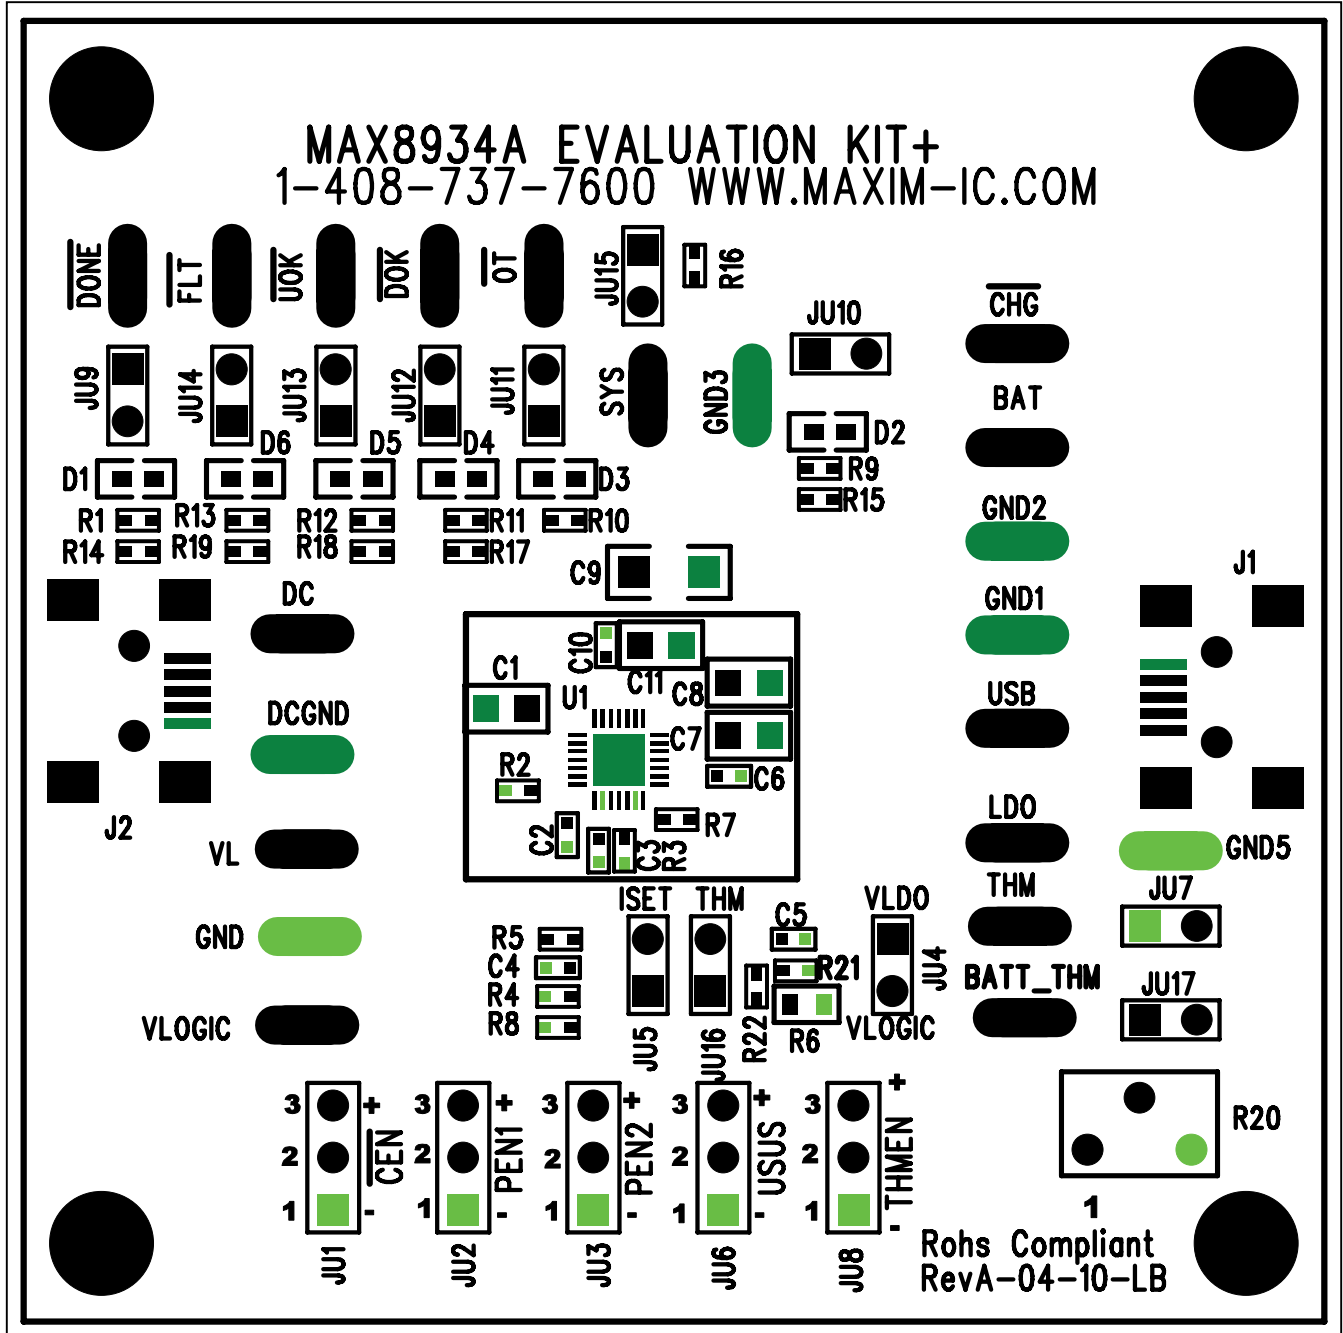 MAX8934A EVALUATION KIT+
1-408-737-7600 WWW.MAXIM-IC.COM
DONE
FLT
UOK
DOK
OT
JU15
R16
CHG
JU10
BAT
JU9
JU14
JU13
JU12
JU11
SYS
GND3
D2
D1
D6
D5
D4
D3
R9
R15
R1
R13
R12
R11
R10
GND2
R14
R19
R18
R17
C9
J1
DC
GND1
C10
C11
C1
U1
C8
USB
DCGND
C7
R2
C6
J2
LDO
VL
C2
C3
R3
R7
GND5
ISET
THM
VLDO
THM
JU7
GND
R5
C5
C4
R21
JU4
BATT_THM
JU17
R4
R8
VLOGIC
JU5
JU16
R22
R6
VLOGIC
3 +
2
1 -
CEN
JU1
3 +
2
1 -
PEN1
JU2
3 +
2
1 -
PEN2
JU3
3 +
2
1 -
USUS
JU6
3 +
2
1 -
THMEN
JU8
R20
1
Rohs Compliant
RevA-04-10-LB